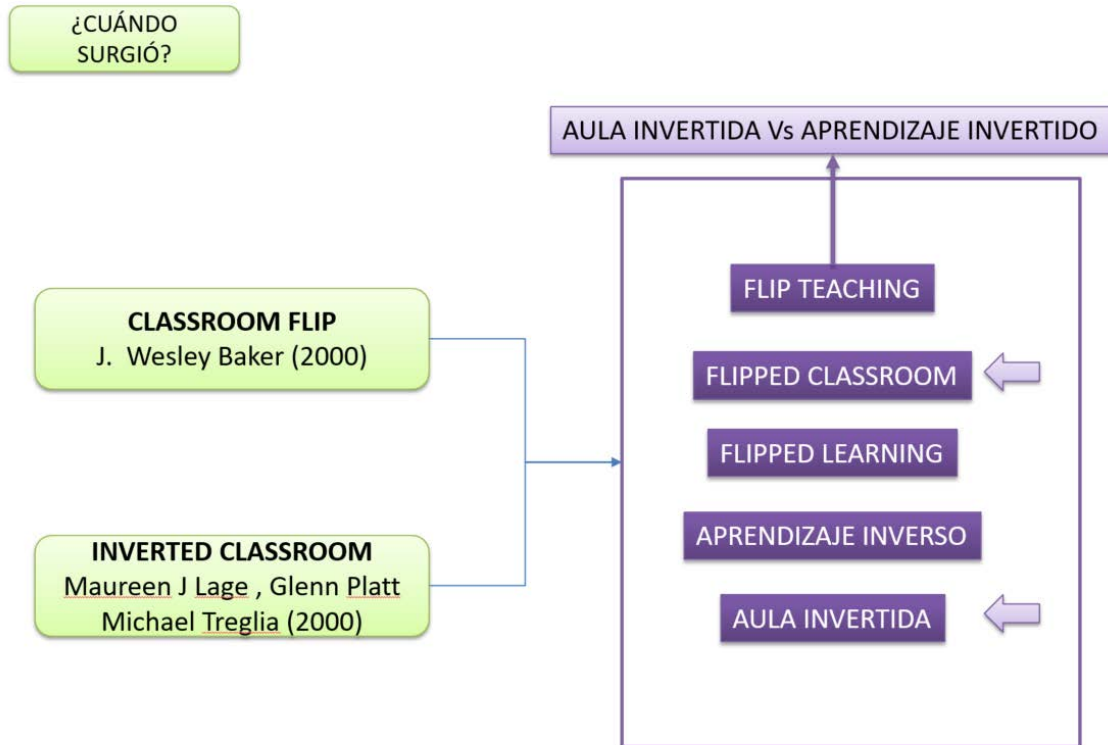 ¿CUÁNDO
SURGIÓ?
AULA INVERTIDA Vs APRENDIZAJE INVERTIDO
CLASSROOM FLIP
J. Wesley Baker (2000)
INVERTED CLASSROOM
Maureen J Lage , Glenn Platt
Michael Treglia (2000)
FLIP TEACHING
FLIPPED CLASSROOM
FLIPPED LEARNING
APRENDIZAJE INVERSO
AULA INVERTIDA